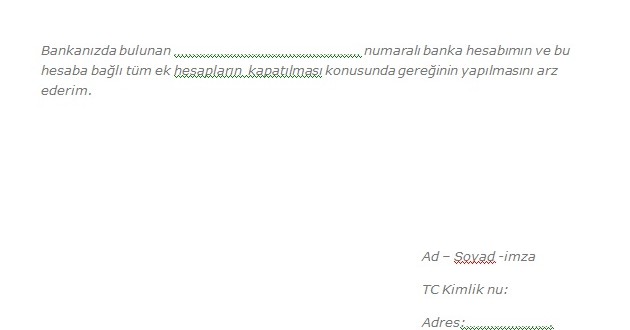 Bankanızda bulunan ........................................ numaralı banka hesabımın ve bu
hesaba bağlı tüm ek hesapların kapatılması konusunda gereğinin yapılmasını arz
ederim.
Ad – Soyad -imza
TC Kimlik nu:
Adres:...................